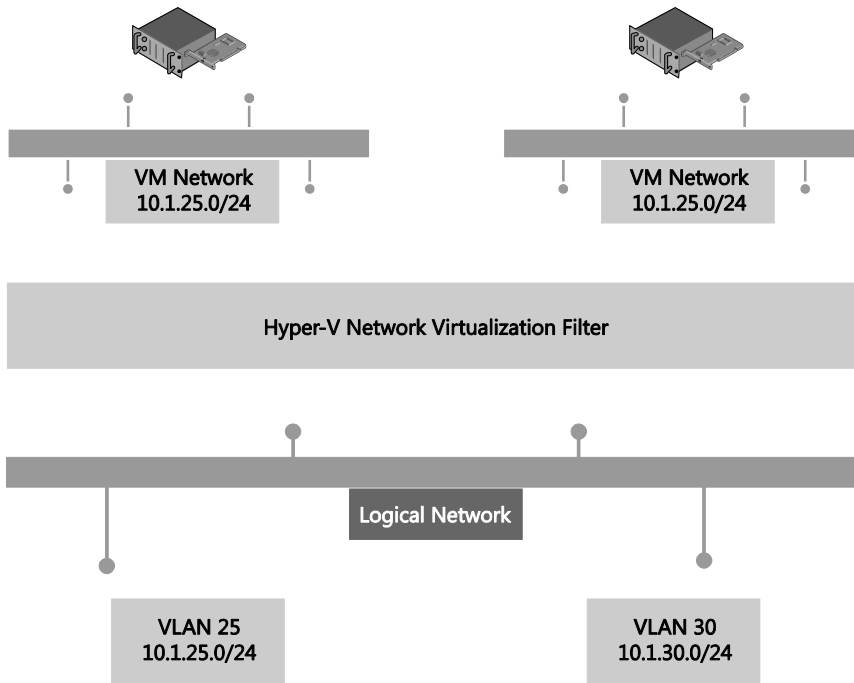 VM Network
10.1.25.0/24
VM Network
10.1.25.0/24
Hyper-V Network Virtualization Filter
Logical Network
VLAN 25
10.1.25.0/24
VLAN 30
10.1.30.0/24